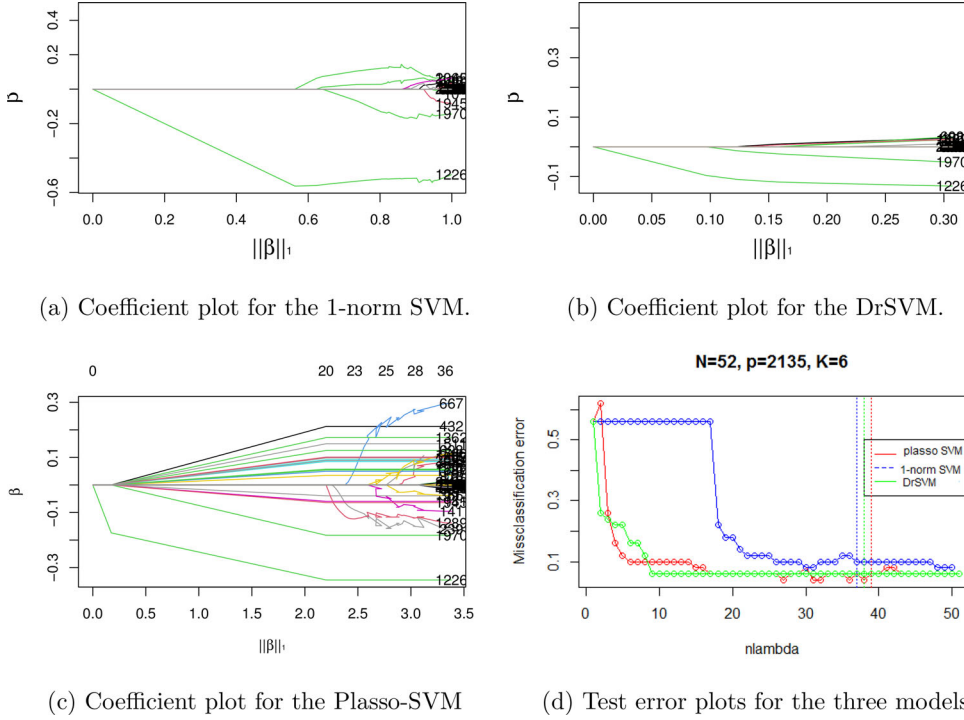 0.4
0.2
0.0
-0.2
-0.6
β
1945
1970
1226
0.0 0.2 0.4 0.6 0.8 1.0
||β||₁
(a) Coefficient plot for the 1-norm SVM.
0.3
0.1
-0.1
β
1970
1226
0.00 0.05 0.10 0.15 0.20 0.25 0.30
||β||₁
(b) Coefficient plot for the DrSVM.
0 20 23 25 28 36
0.3
0.1
-0.1
-0.3
β
667
432
1362
141
1970
1226
0.0 0.5 1.0 1.5 2.0 2.5 3.0 3.5
||β||₁
(c) Coefficient plot for the Plasso-SVM
N=52, p=2135, K=6
0.5
0.3
0.1
Missclassification error
plasso SVM
1-norm SVM
DrSVM
0 10 20 30 40 50
nlambda
(d) Test error plots for the three models